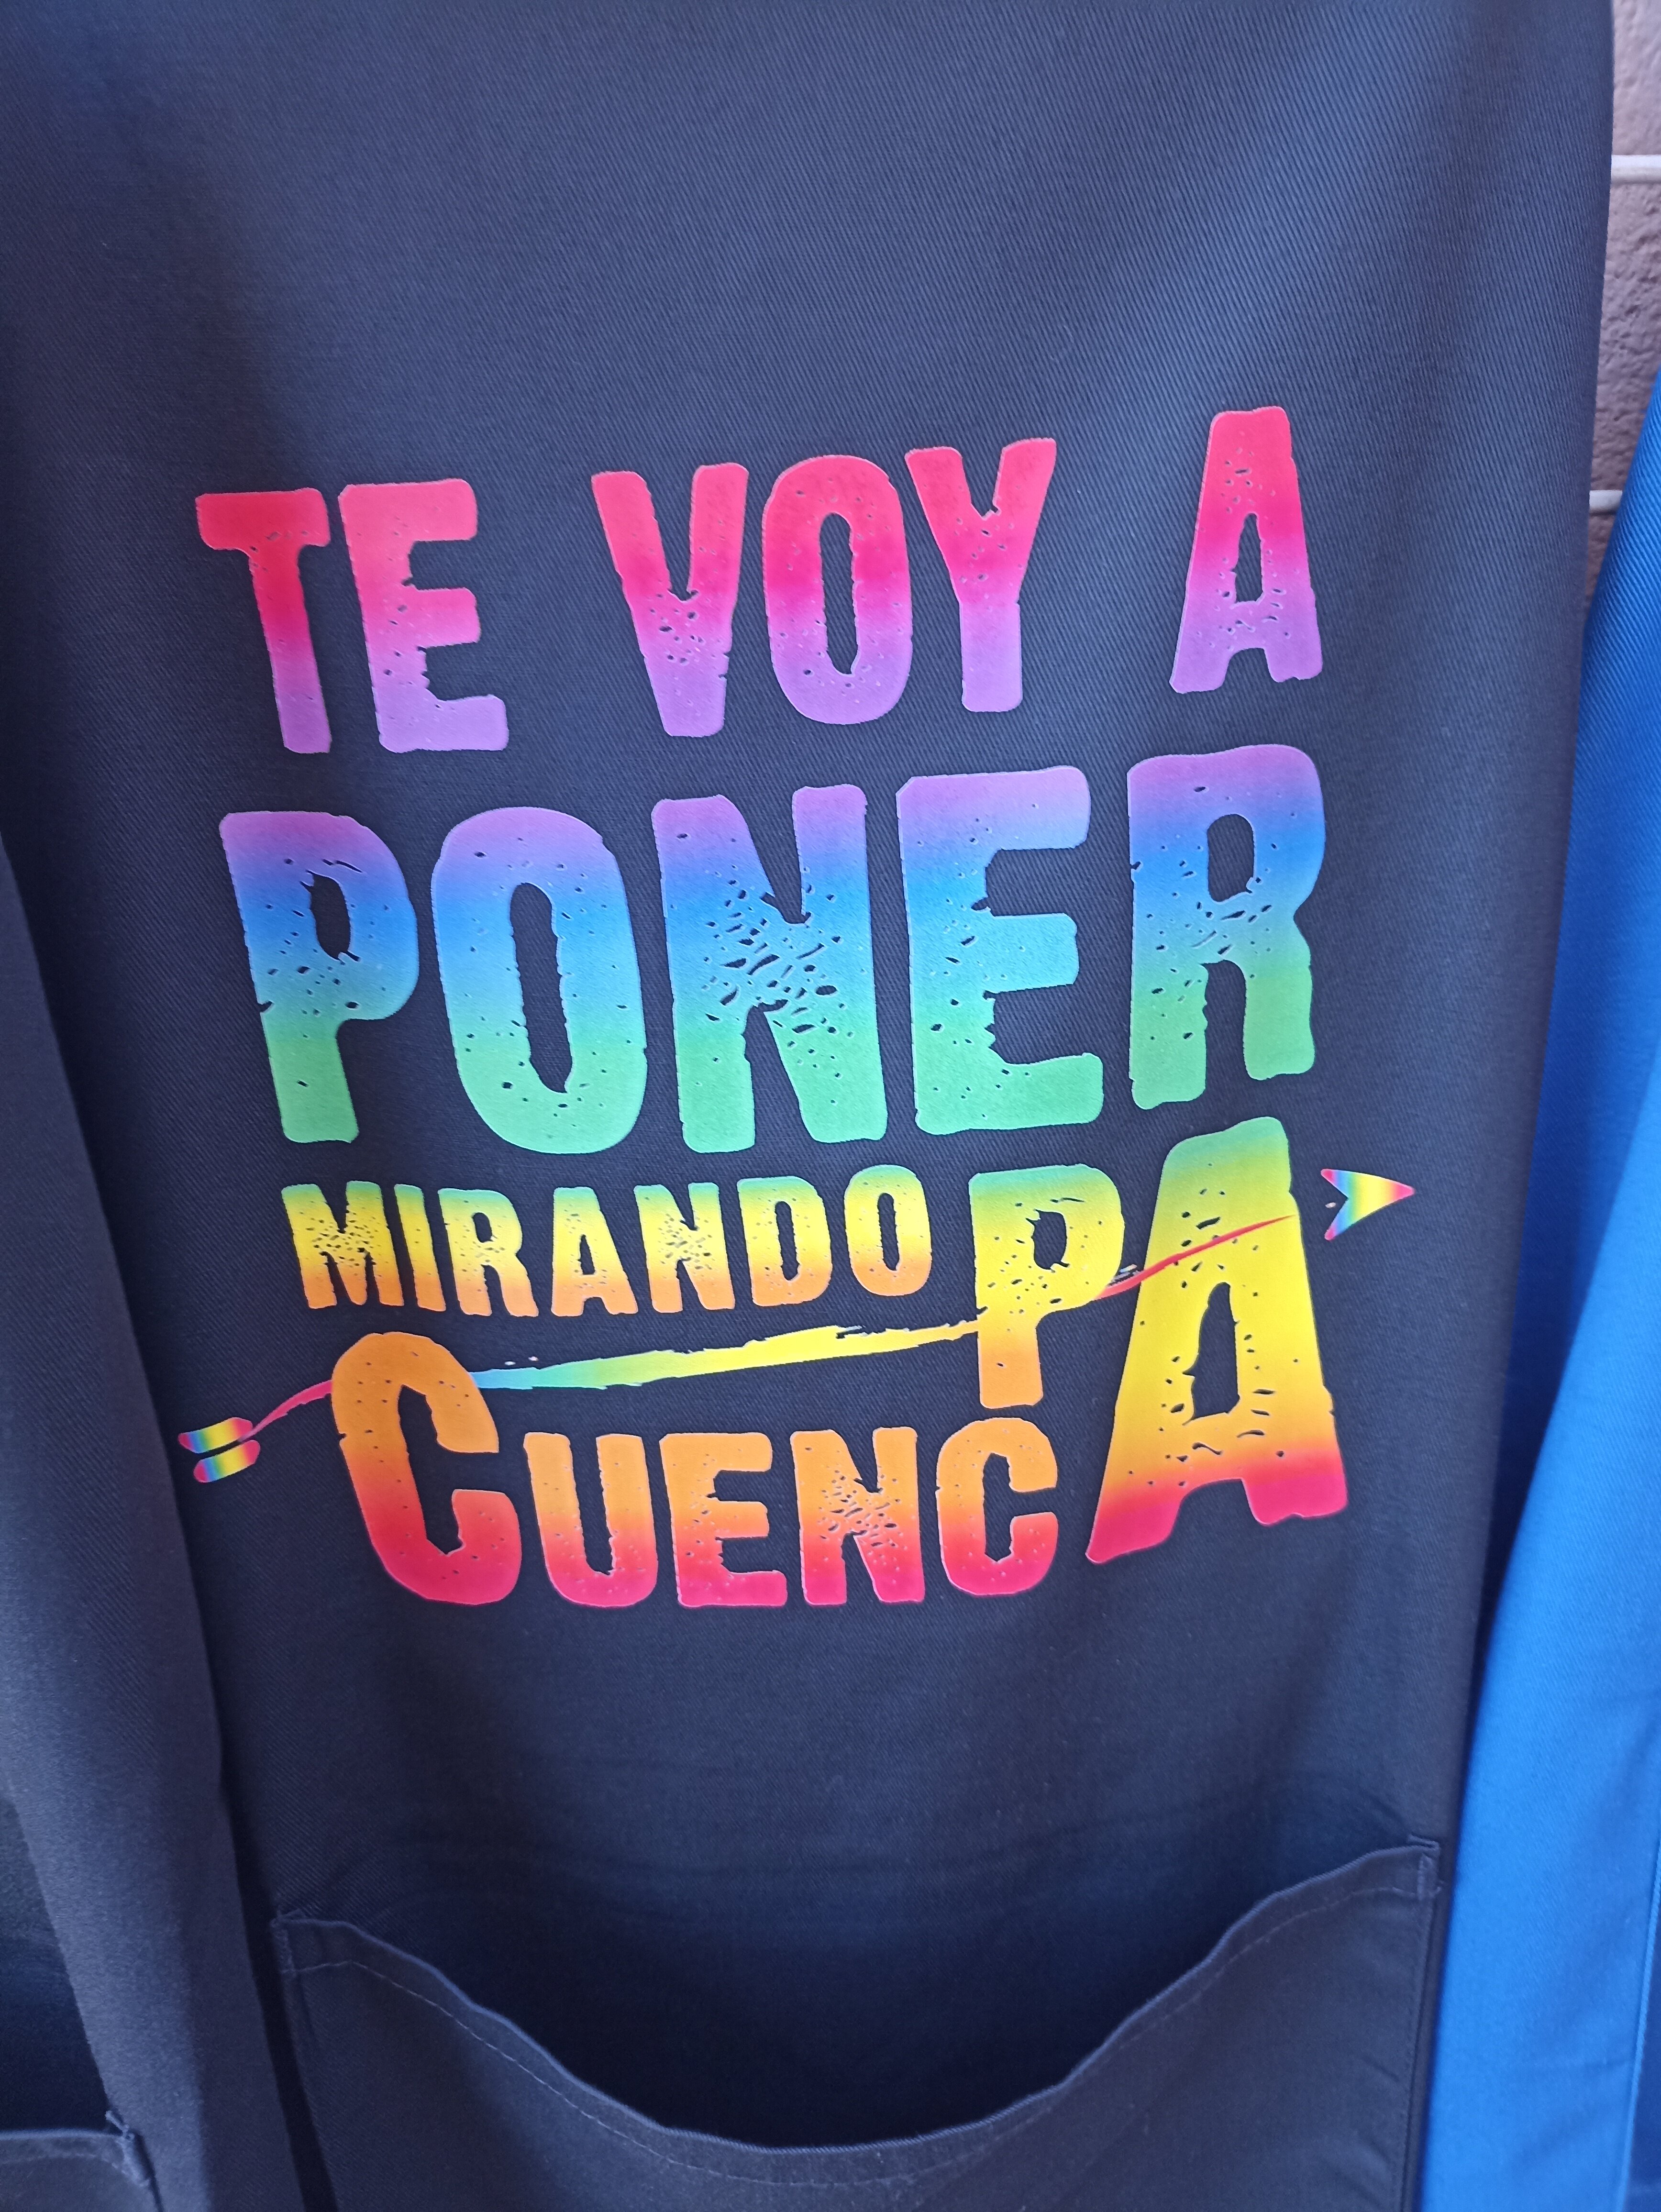 TE VOY A
PONER
MIRANDO PA
CUENCA